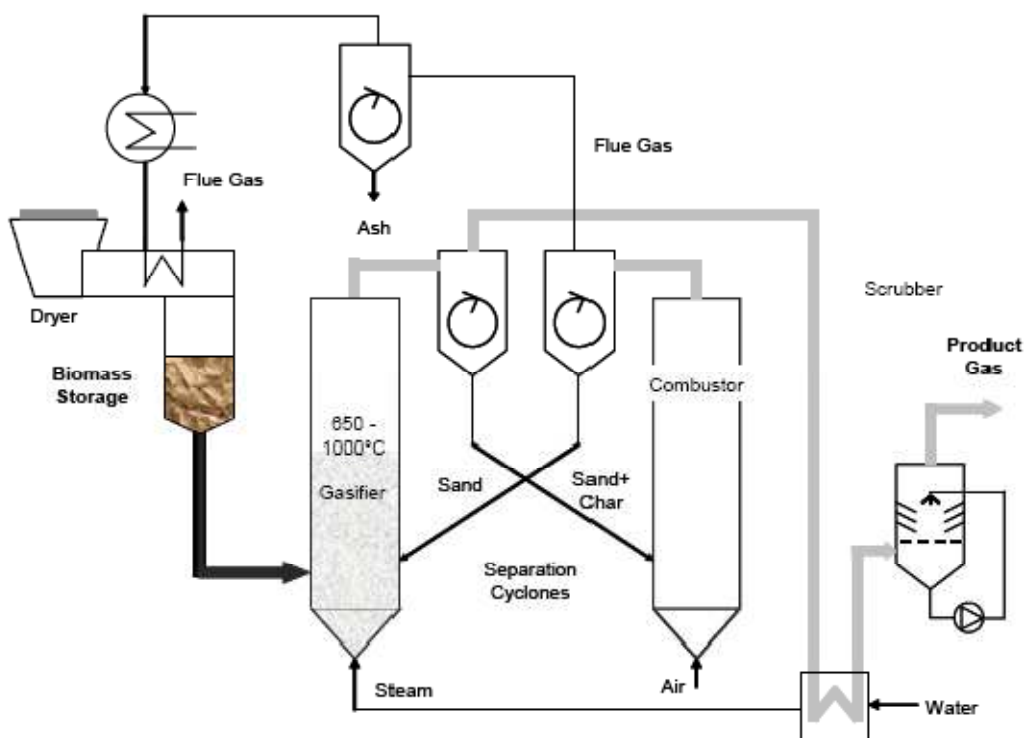 Flue Gas
Flue Gas
Ash
Dryer
Scrubber
Product
Gas
Biomass
Storage
Combustor
650 -
1000°C
Gasifier
Sand
Sand+
Char
Separation
Cyclones
Steam
Air
Water